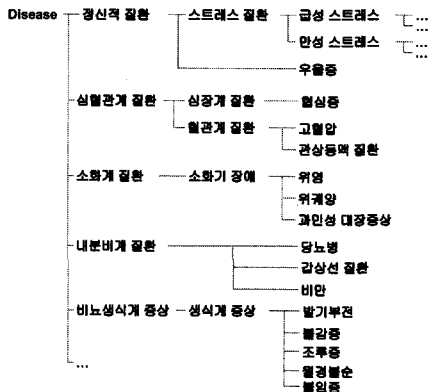 Disease 정신적 질환 스트레스 질환 급성 스트레스 ...
...
만성 스트레스 ...
...
우울증
심혈관계 질환 심장계 질환 협심증
혈관계 질환 고혈압
관상동맥 질환
소화계 질환 소화기 장애 위염
위궤양
과민성 대장증상
내분비계 질환 당뇨병
갑상선 질환
비만
비뇨생식계 증상 생식계 증상 발기부전
불감증
조루증
... 월경불순
불임증